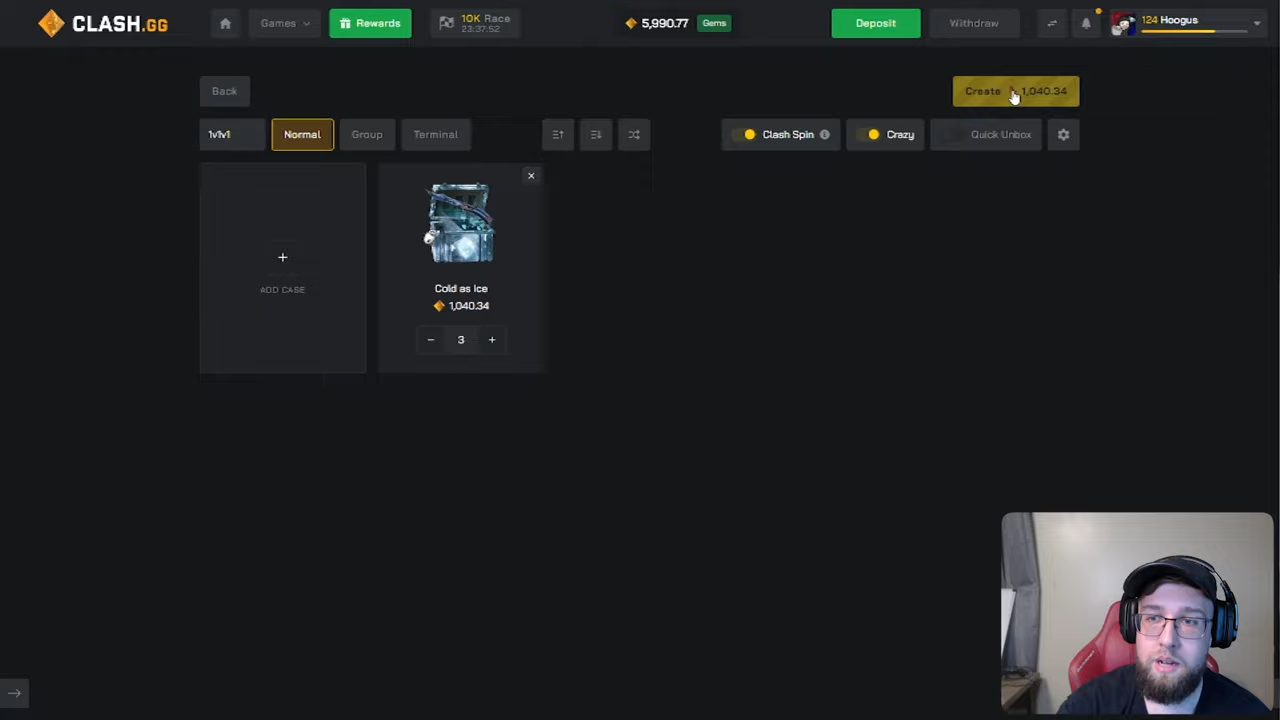 CLASH.GG
Games
Rewards
10K Race
23:37:52
5,990.77 Gems
Deposit
Withdraw
124 Hoogus
Back
Create 1,040.34
1v1v1
Normal
Group
Terminal
Clash Spin
Crazy
Quick Unbox
+
ADD CASE
×
Cold as Ice
1,040.34
− 3 +